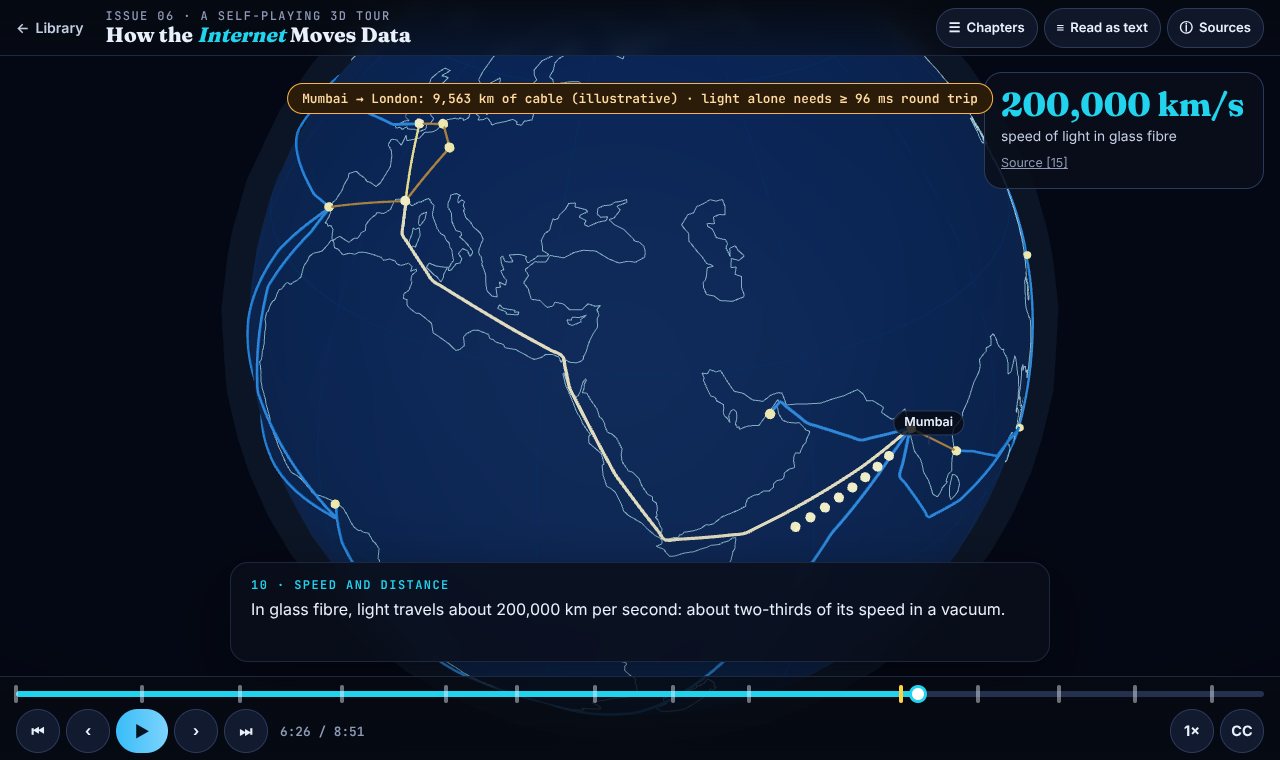 ← Library
ISSUE 06 · A SELF-PLAYING 3D TOUR
How the Internet Moves Data
☰ Chapters
≡ Read as text
ⓘ Sources
Mumbai → London: 9,563 km of cable (illustrative) · light alone needs ≥ 96 ms round trip
200,000 km/s
speed of light in glass fibre
Source [15]
Mumbai
10 · SPEED AND DISTANCE
In glass fibre, light travels about 200,000 km per second: about two-thirds of its speed in a vacuum.
6:26 / 8:51
1×
CC